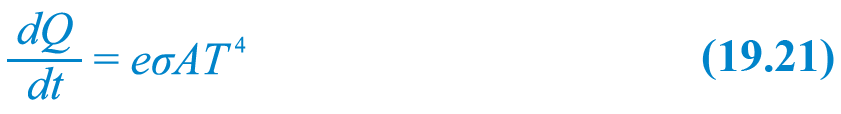 dQ/dt = eσAT⁴ (19.21)